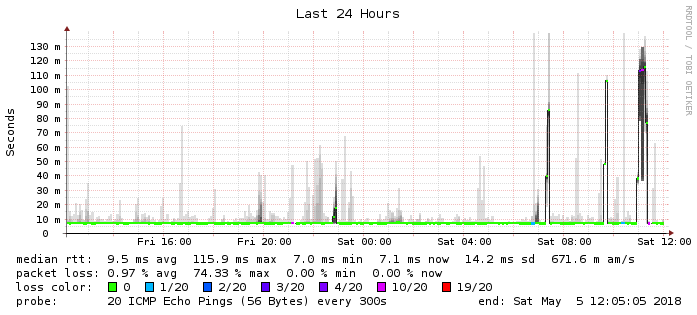 Last 24 Hours
RRDTOOL / TOBI OETIKER
Seconds
130 m
120 m
110 m
100 m
90 m
80 m
70 m
60 m
50 m
40 m
30 m
20 m
10 m
0
Fri 16:00 Fri 20:00 Sat 00:00 Sat 04:00 Sat 08:00 Sat 12:00
median rtt: 9.5 ms avg 115.9 ms max 7.0 ms min 7.1 ms now 14.2 ms sd 671.6 m am/s
packet loss: 0.97 % avg 74.33 % max 0.00 % min 0.00 % now
loss color: 0 1/20 2/20 3/20 4/20 10/20 19/20
probe: 20 ICMP Echo Pings (56 Bytes) every 300s end: Sat May 5 12:05:05 2018